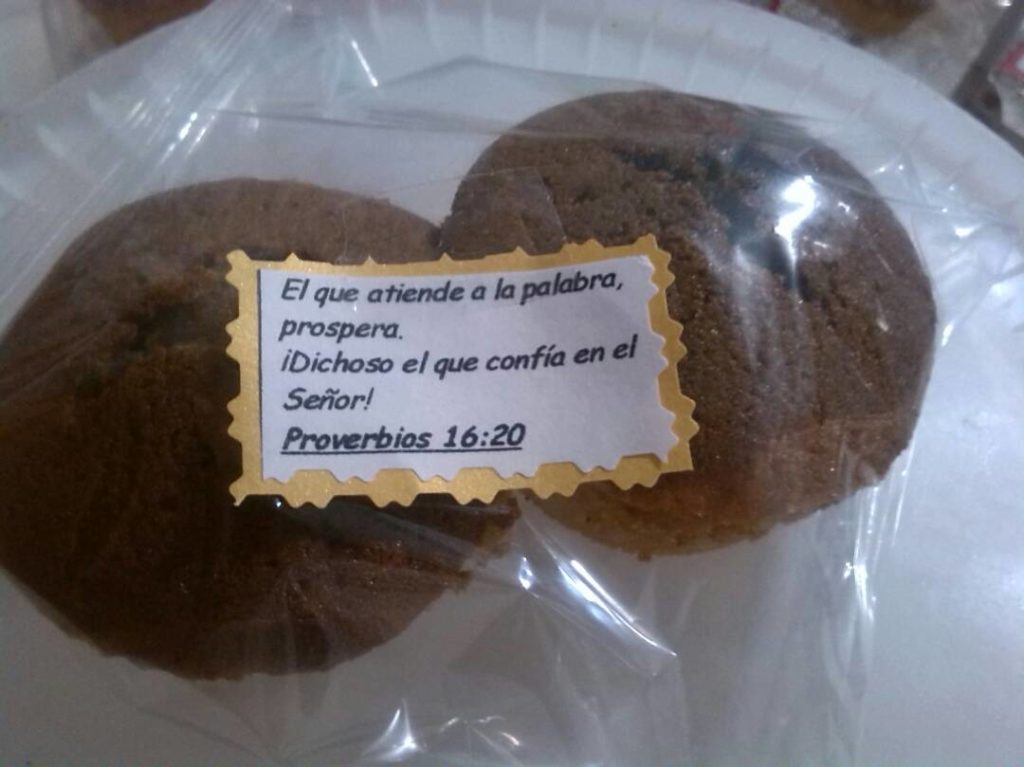 El que atiende a la palabra,
prospera.
¡Dichoso el que confía en el
Señor!
Proverbios 16:20